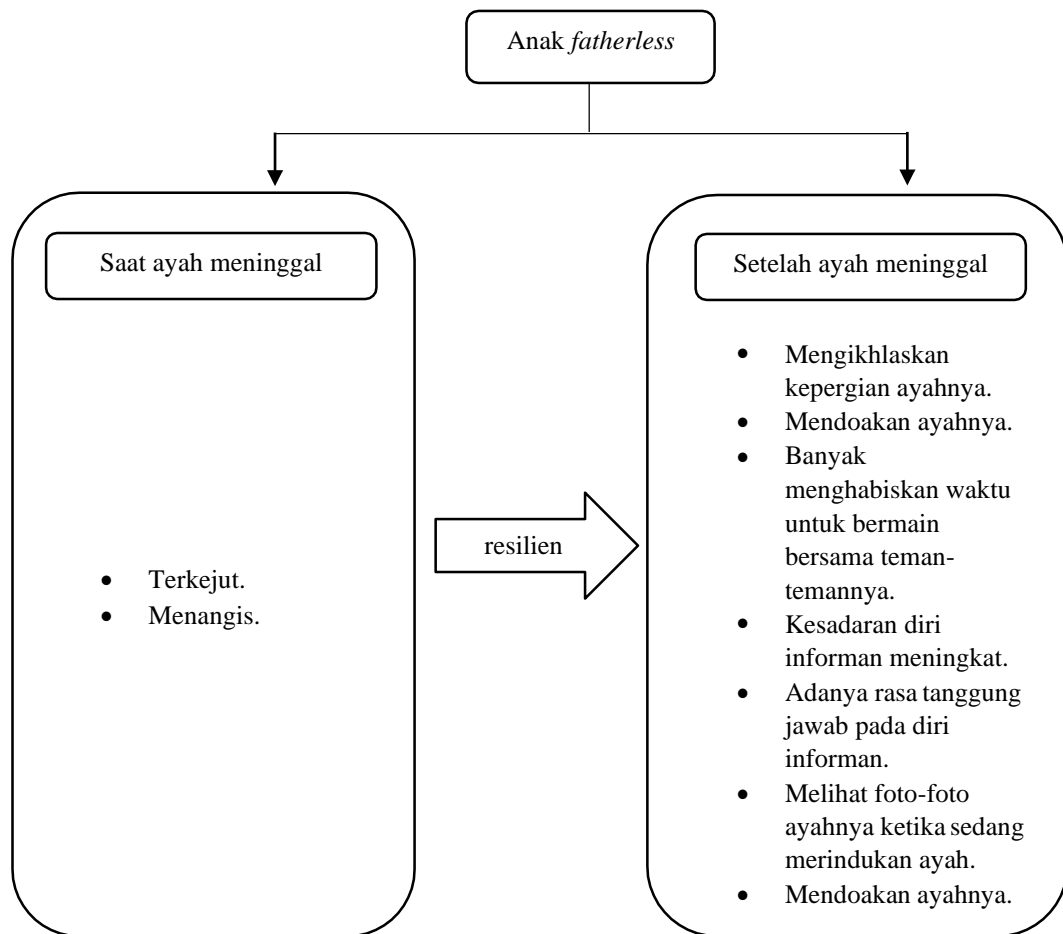 Anak fatherless
Saat ayah meninggal
• Terkejut.
• Menangis.
resilien
Setelah ayah meninggal
• Mengikhlaskan
kepergian ayahnya.
• Mendoakan ayahnya.
• Banyak
menghabiskan waktu
untuk bermain
bersama teman-
temannya.
• Kesadaran diri
informan meningkat.
• Adanya rasa tanggung
jawab pada diri
informan.
• Melihat foto-foto
ayahnya ketika sedang
merindukan ayah.
• Mendoakan ayahnya.